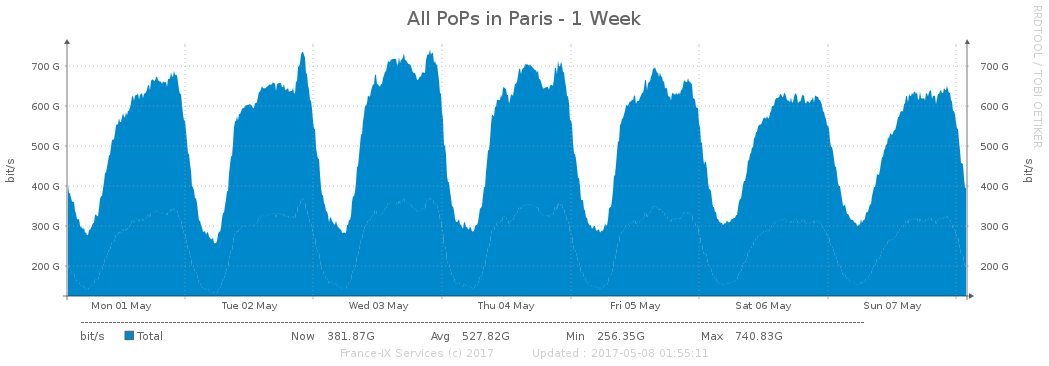 All PoPs in Paris - 1 Week
RRDTOOL / TOBI OETIKER
bit/s
700 G
600 G
500 G
400 G
300 G
200 G
700 G
600 G
500 G
400 G
300 G
200 G
bit/s
Mon 01 May Tue 02 May Wed 03 May Thu 04 May Fri 05 May Sat 06 May Sun 07 May
bit/s Total Now 381.87G Avg 527.82G Min 256.35G Max 740.83G
France-IX Services (c) 2017 Updated : 2017-05-08 01:55:11